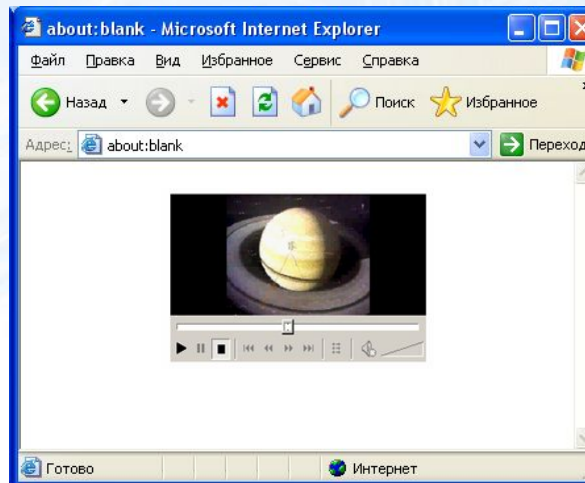 about:blank - Microsoft Internet Explorer
Файл Правка Вид Избранное Сервис Справка
Назад Поиск Избранное
Адрес: about:blank Переход
Готово Интернет